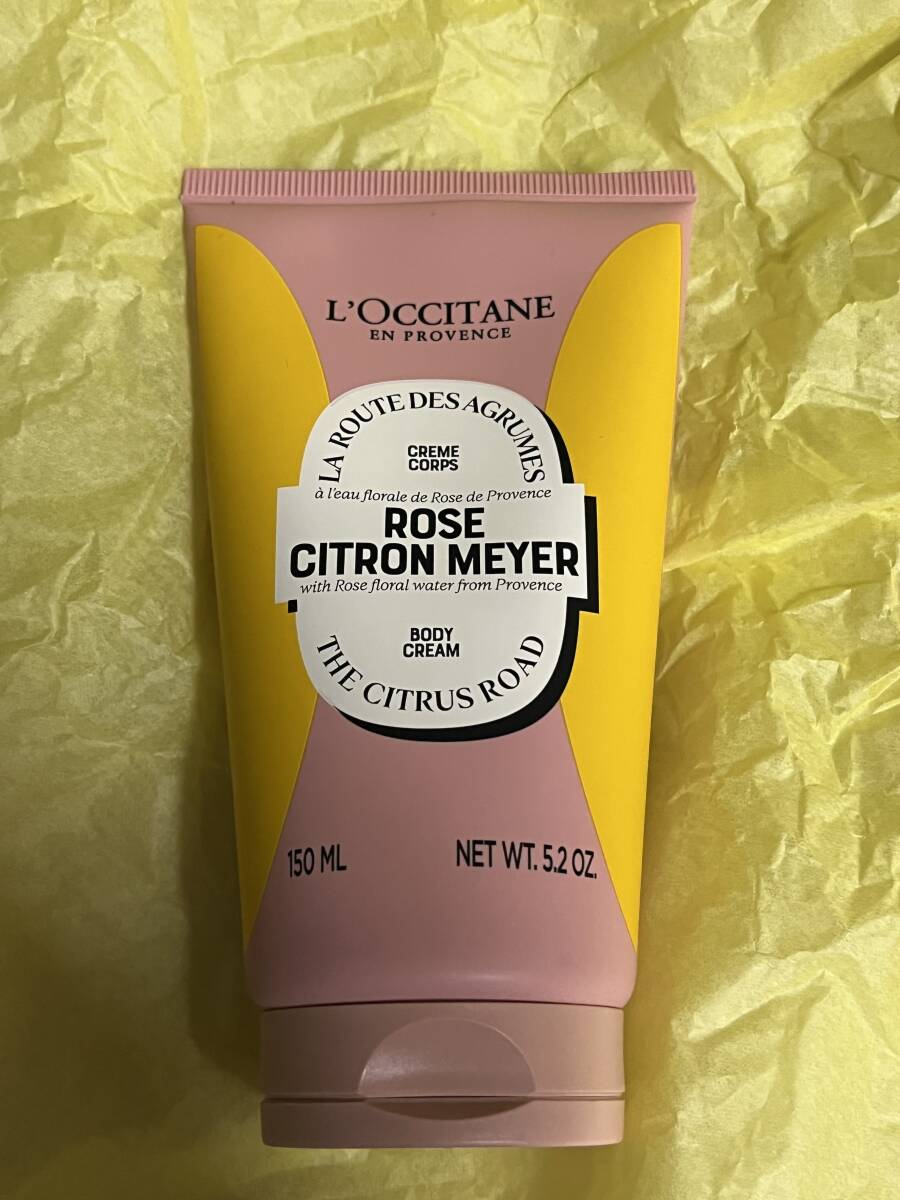 L'OCCITANE
EN PROVENCE
LA ROUTE DES AGRUMES
CREME
CORPS
à l'eau florale de Rose de Provence
ROSE
CITRON MEYER
with Rose floral water from Provence
BODY
CREAM
THE CITRUS ROAD
150 ML
NET WT. 5.2 OZ.